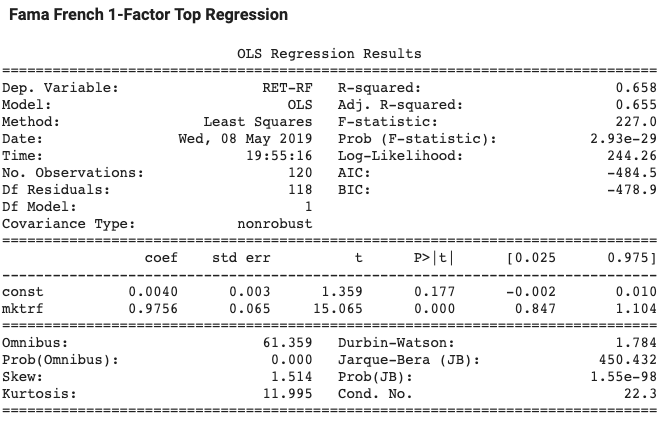 Fama French 1-Factor Top Regression
OLS Regression Results
==============================================================================
Dep. Variable: RET-RF R-squared: 0.658
Model: OLS Adj. R-squared: 0.655
Method: Least Squares F-statistic: 227.0
Date: Wed, 08 May 2019 Prob (F-statistic): 2.93e-29
Time: 19:55:16 Log-Likelihood: 244.26
No. Observations: 120 AIC: -484.5
Df Residuals: 118 BIC: -478.9
Df Model: 1
Covariance Type: nonrobust
==============================================================================
coef std err t P>|t| [0.025 0.975]
------------------------------------------------------------------------------
const 0.0040 0.003 1.359 0.177 -0.002 0.010
mktrf 0.9756 0.065 15.065 0.000 0.847 1.104
==============================================================================
Omnibus: 61.359 Durbin-Watson: 1.784
Prob(Omnibus): 0.000 Jarque-Bera (JB): 450.432
Skew: 1.514 Prob(JB): 1.55e-98
Kurtosis: 11.995 Cond. No. 22.3
==============================================================================